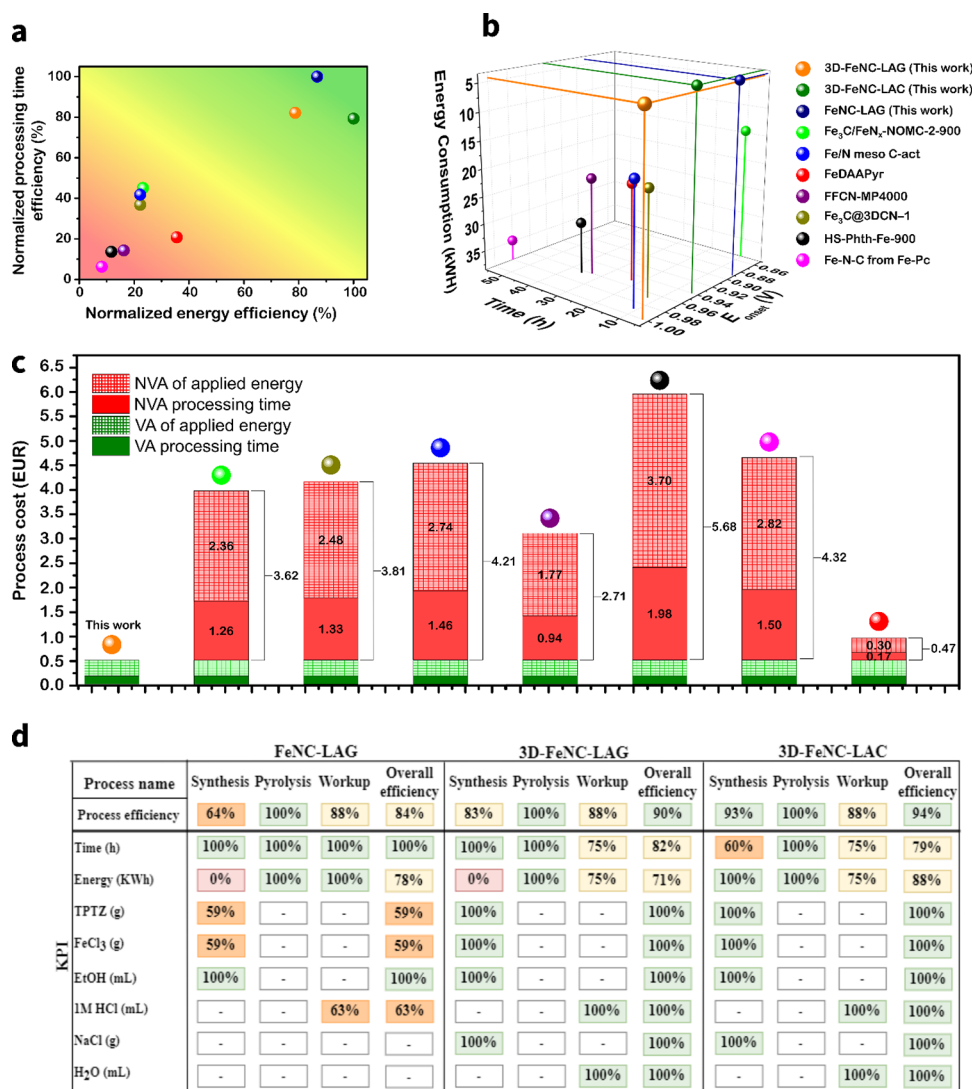 a
Normalized processing time
efficiency (%)
100
80
60
40
20
0
0 20 40 60 80 100
Normalized energy efficiency (%)
b
Energy Consumption (kWH)
5
10
15
20
25
30
35
50
40
30
20
10
Time (h)
0.86
0.88
0.90
0.92
0.94
0.96
0.98
1.00
E onset (V)
3D-FeNC-LAG (This work)
3D-FeNC-LAC (This work)
FeNC-LAG (This work)
Fe₃C/FeNₓ-NOMC-2-900
Fe/N meso C-act
FeDAAPyr
FFCN-MP4000
Fe₃C@3DCN–1
HS-Phth-Fe-900
Fe-N-C from Fe-Pc
c
Process cost (EUR)
6.5
6.0
5.5
5.0
4.5
4.0
3.5
3.0
2.5
2.0
1.5
1.0
0.5
0.0
NVA of applied energy
NVA processing time
VA of applied energy
VA processing time
This work
2.36
1.26
3.62
2.48
1.33
3.81
2.74
1.46
4.21
1.77
0.94
2.71
3.70
1.98
5.68
2.82
1.50
4.32
0.30
0.17
0.47
d
FeNC-LAG 3D-FeNC-LAG 3D-FeNC-LAC
Process name Synthesis Pyrolysis Workup Overall efficiency Synthesis Pyrolysis Workup Overall efficiency Synthesis Pyrolysis Workup Overall efficiency
Process efficiency 64% 100% 88% 84% 83% 100% 88% 90% 93% 100% 88% 94%
KPI
Time (h) 100% 100% 100% 100% 100% 100% 75% 82% 60% 100% 75% 79%
Energy (KWh) 0% 100% 100% 78% 0% 100% 75% 71% 100% 100% 75% 88%
TPTZ (g) 59% - - 59% 100% - - 100% 100% - - 100%
FeCl₃ (g) 59% - - 59% 100% - - 100% 100% - - 100%
EtOH (mL) 100% - - 100% 100% - - 100% 100% - - 100%
1M HCl (mL) - - 63% 63% - - 100% 100% - - 100% 100%
NaCl (g) - - - - 100% - - 100% 100% - - 100%
H₂O (mL) - - - - - - 100% 100% - - 100% 100%